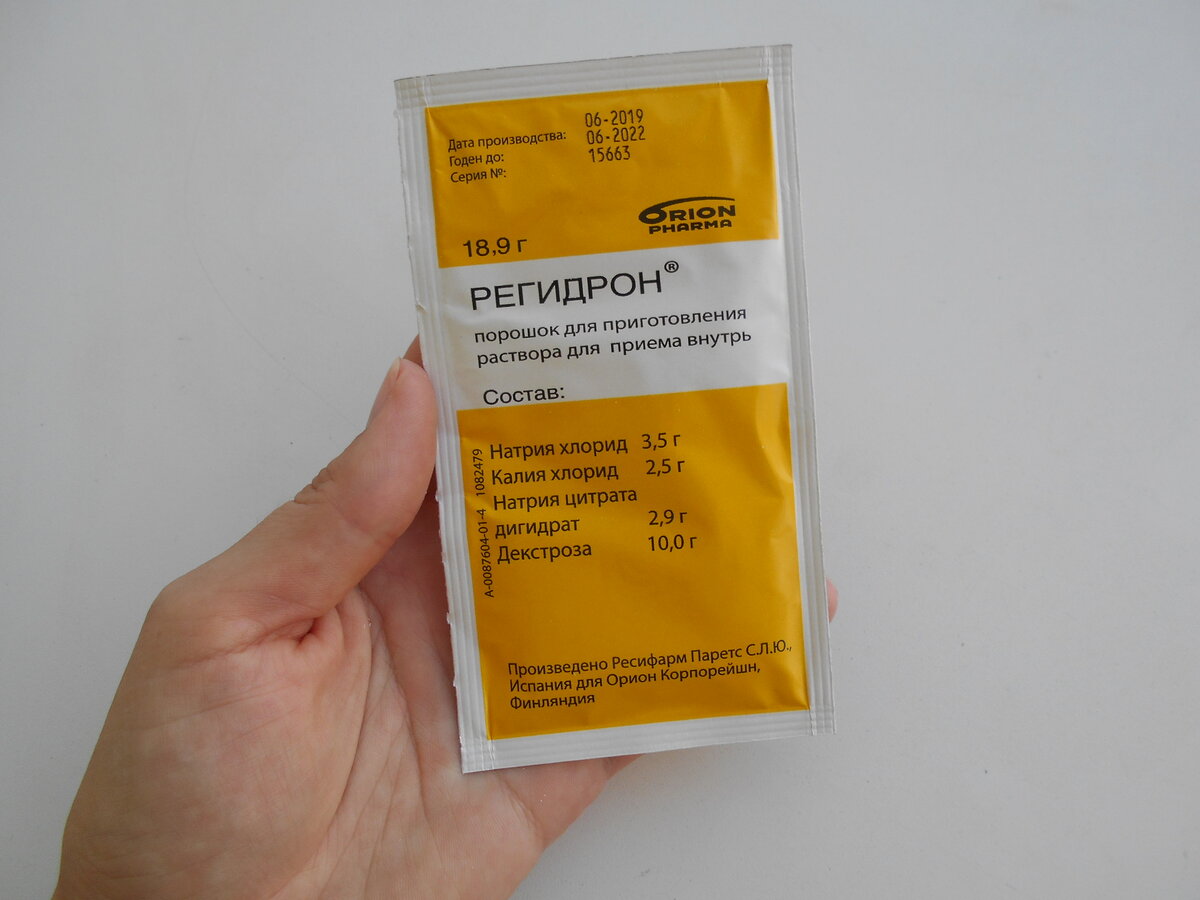 Дата производства: 06-2019
Годен до: 06-2022
Серия №: 15663
ORION
PHARMA
18,9 г
РЕГИДРОН®
порошок для приготовления
раствора для приема внутрь
Состав:
Натрия хлорид 3,5 г
Калия хлорид 2,5 г
Натрия цитрата
дигидрат 2,9 г
Декстроза 10,0 г
A-0087604-01-4 1082479
Произведено Ресифарм Паретс С.Л.Ю.,
Испания для Орион Корпорейшн,
Финляндия